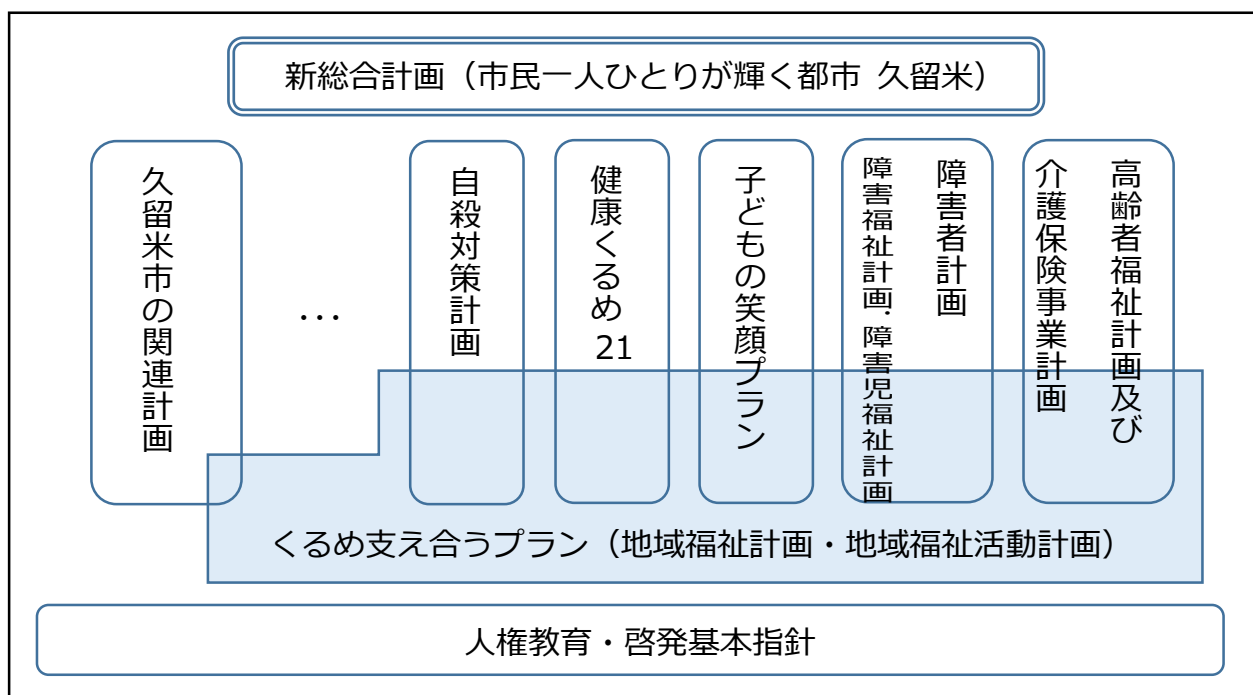 新総合計画（市民一人ひとりが輝く都市 久留米）
高齢者福祉計画及び
介護保険事業計画
障害者計画
障害福祉計画・障害児福祉計画
子どもの笑顔プラン
健康くるめ21
自殺対策計画
...
久留米市の関連計画
くるめ支え合うプラン（地域福祉計画・地域福祉活動計画）
人権教育・啓発基本指針